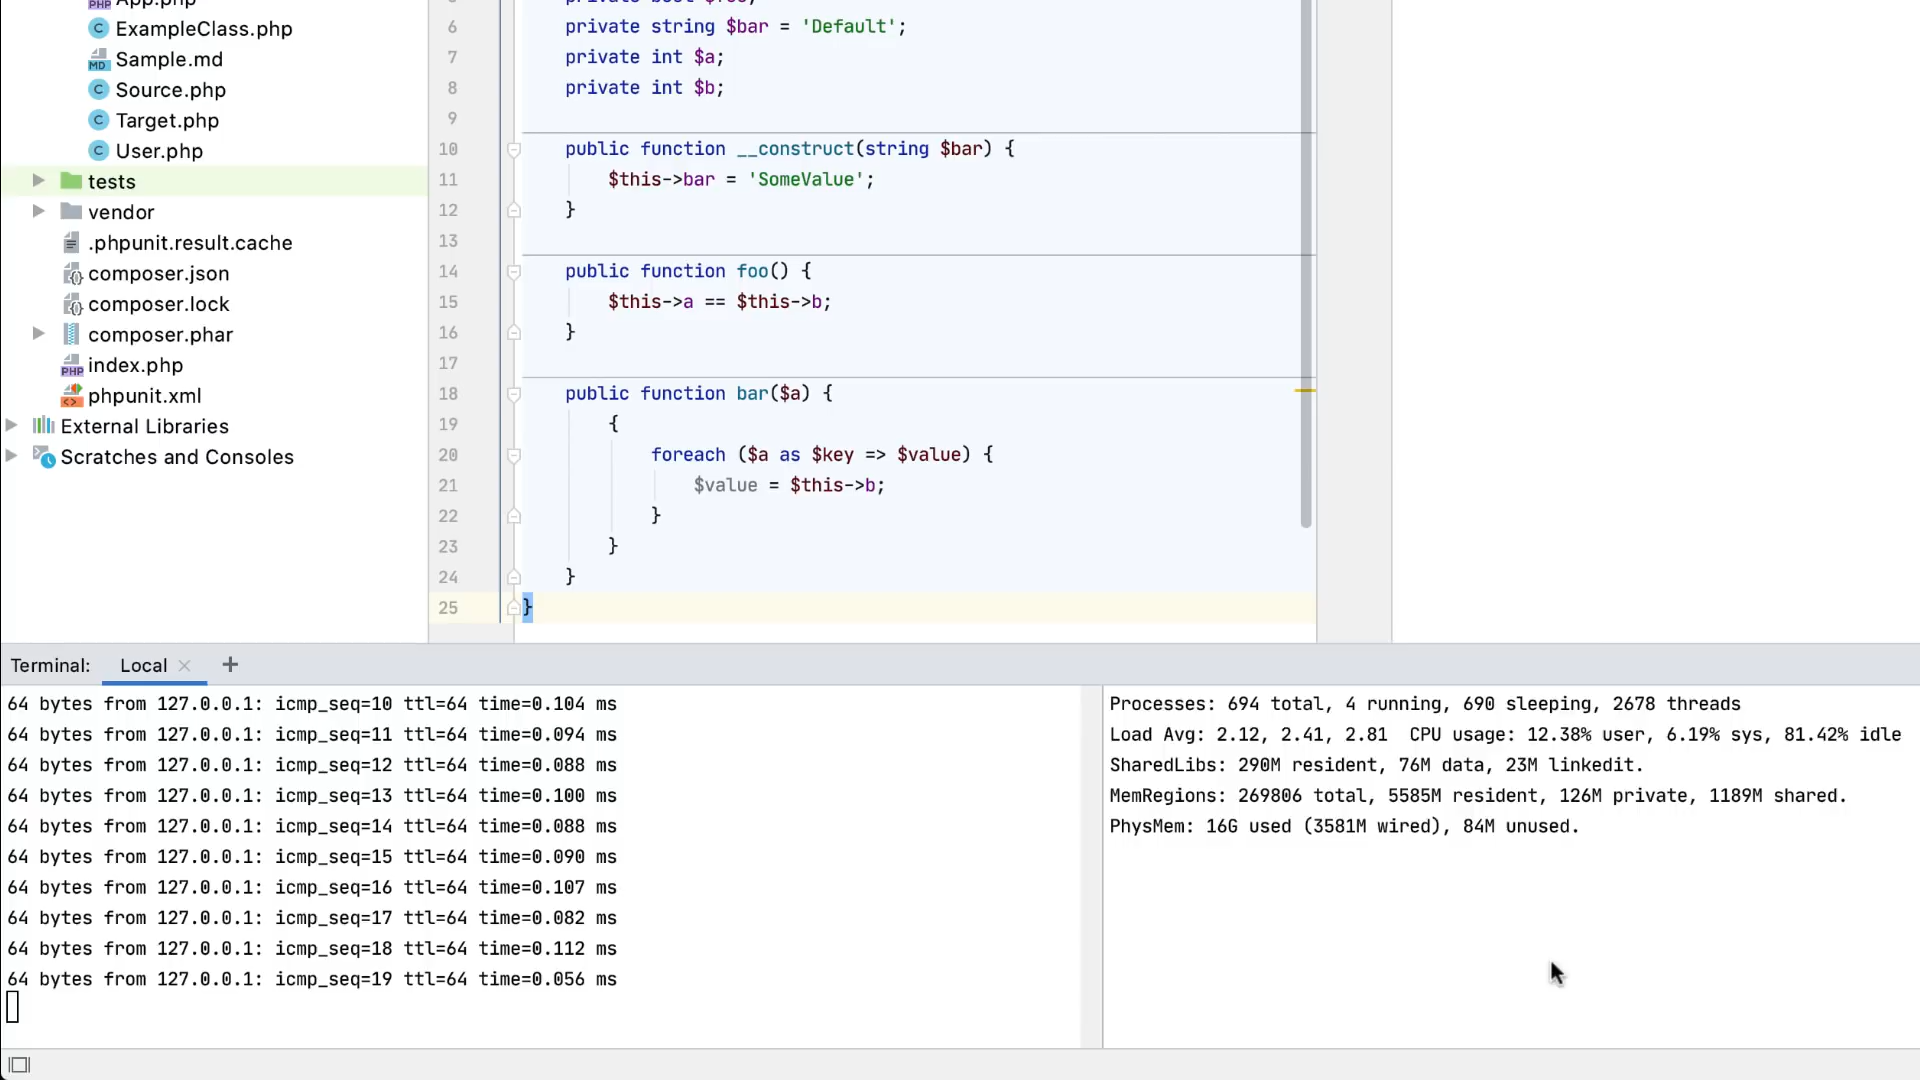 App.php
ExampleClass.php
Sample.md
Source.php
Target.php
User.php
tests
vendor
.phpunit.result.cache
composer.json
composer.lock
composer.phar
index.php
phpunit.xml
External Libraries
Scratches and Consoles
6 private string $bar = 'Default';
7 private int $a;
8 private int $b;
9
10 public function __construct(string $bar) {
11 $this->bar = 'SomeValue';
12 }
13
14 public function foo() {
15 $this->a == $this->b;
16 }
17
18 public function bar($a) {
19 {
20 foreach ($a as $key => $value) {
21 $value = $this->b;
22 }
23 }
24 }
25 }
Terminal: Local +
64 bytes from 127.0.0.1: icmp_seq=10 ttl=64 time=0.104 ms
64 bytes from 127.0.0.1: icmp_seq=11 ttl=64 time=0.094 ms
64 bytes from 127.0.0.1: icmp_seq=12 ttl=64 time=0.088 ms
64 bytes from 127.0.0.1: icmp_seq=13 ttl=64 time=0.100 ms
64 bytes from 127.0.0.1: icmp_seq=14 ttl=64 time=0.088 ms
64 bytes from 127.0.0.1: icmp_seq=15 ttl=64 time=0.090 ms
64 bytes from 127.0.0.1: icmp_seq=16 ttl=64 time=0.107 ms
64 bytes from 127.0.0.1: icmp_seq=17 ttl=64 time=0.082 ms
64 bytes from 127.0.0.1: icmp_seq=18 ttl=64 time=0.112 ms
64 bytes from 127.0.0.1: icmp_seq=19 ttl=64 time=0.056 ms
Processes: 694 total, 4 running, 690 sleeping, 2678 threads
Load Avg: 2.12, 2.41, 2.81 CPU usage: 12.38% user, 6.19% sys, 81.42% idle
SharedLibs: 290M resident, 76M data, 23M linkedit.
MemRegions: 269806 total, 5585M resident, 126M private, 1189M shared.
PhysMem: 16G used (3581M wired), 84M unused.